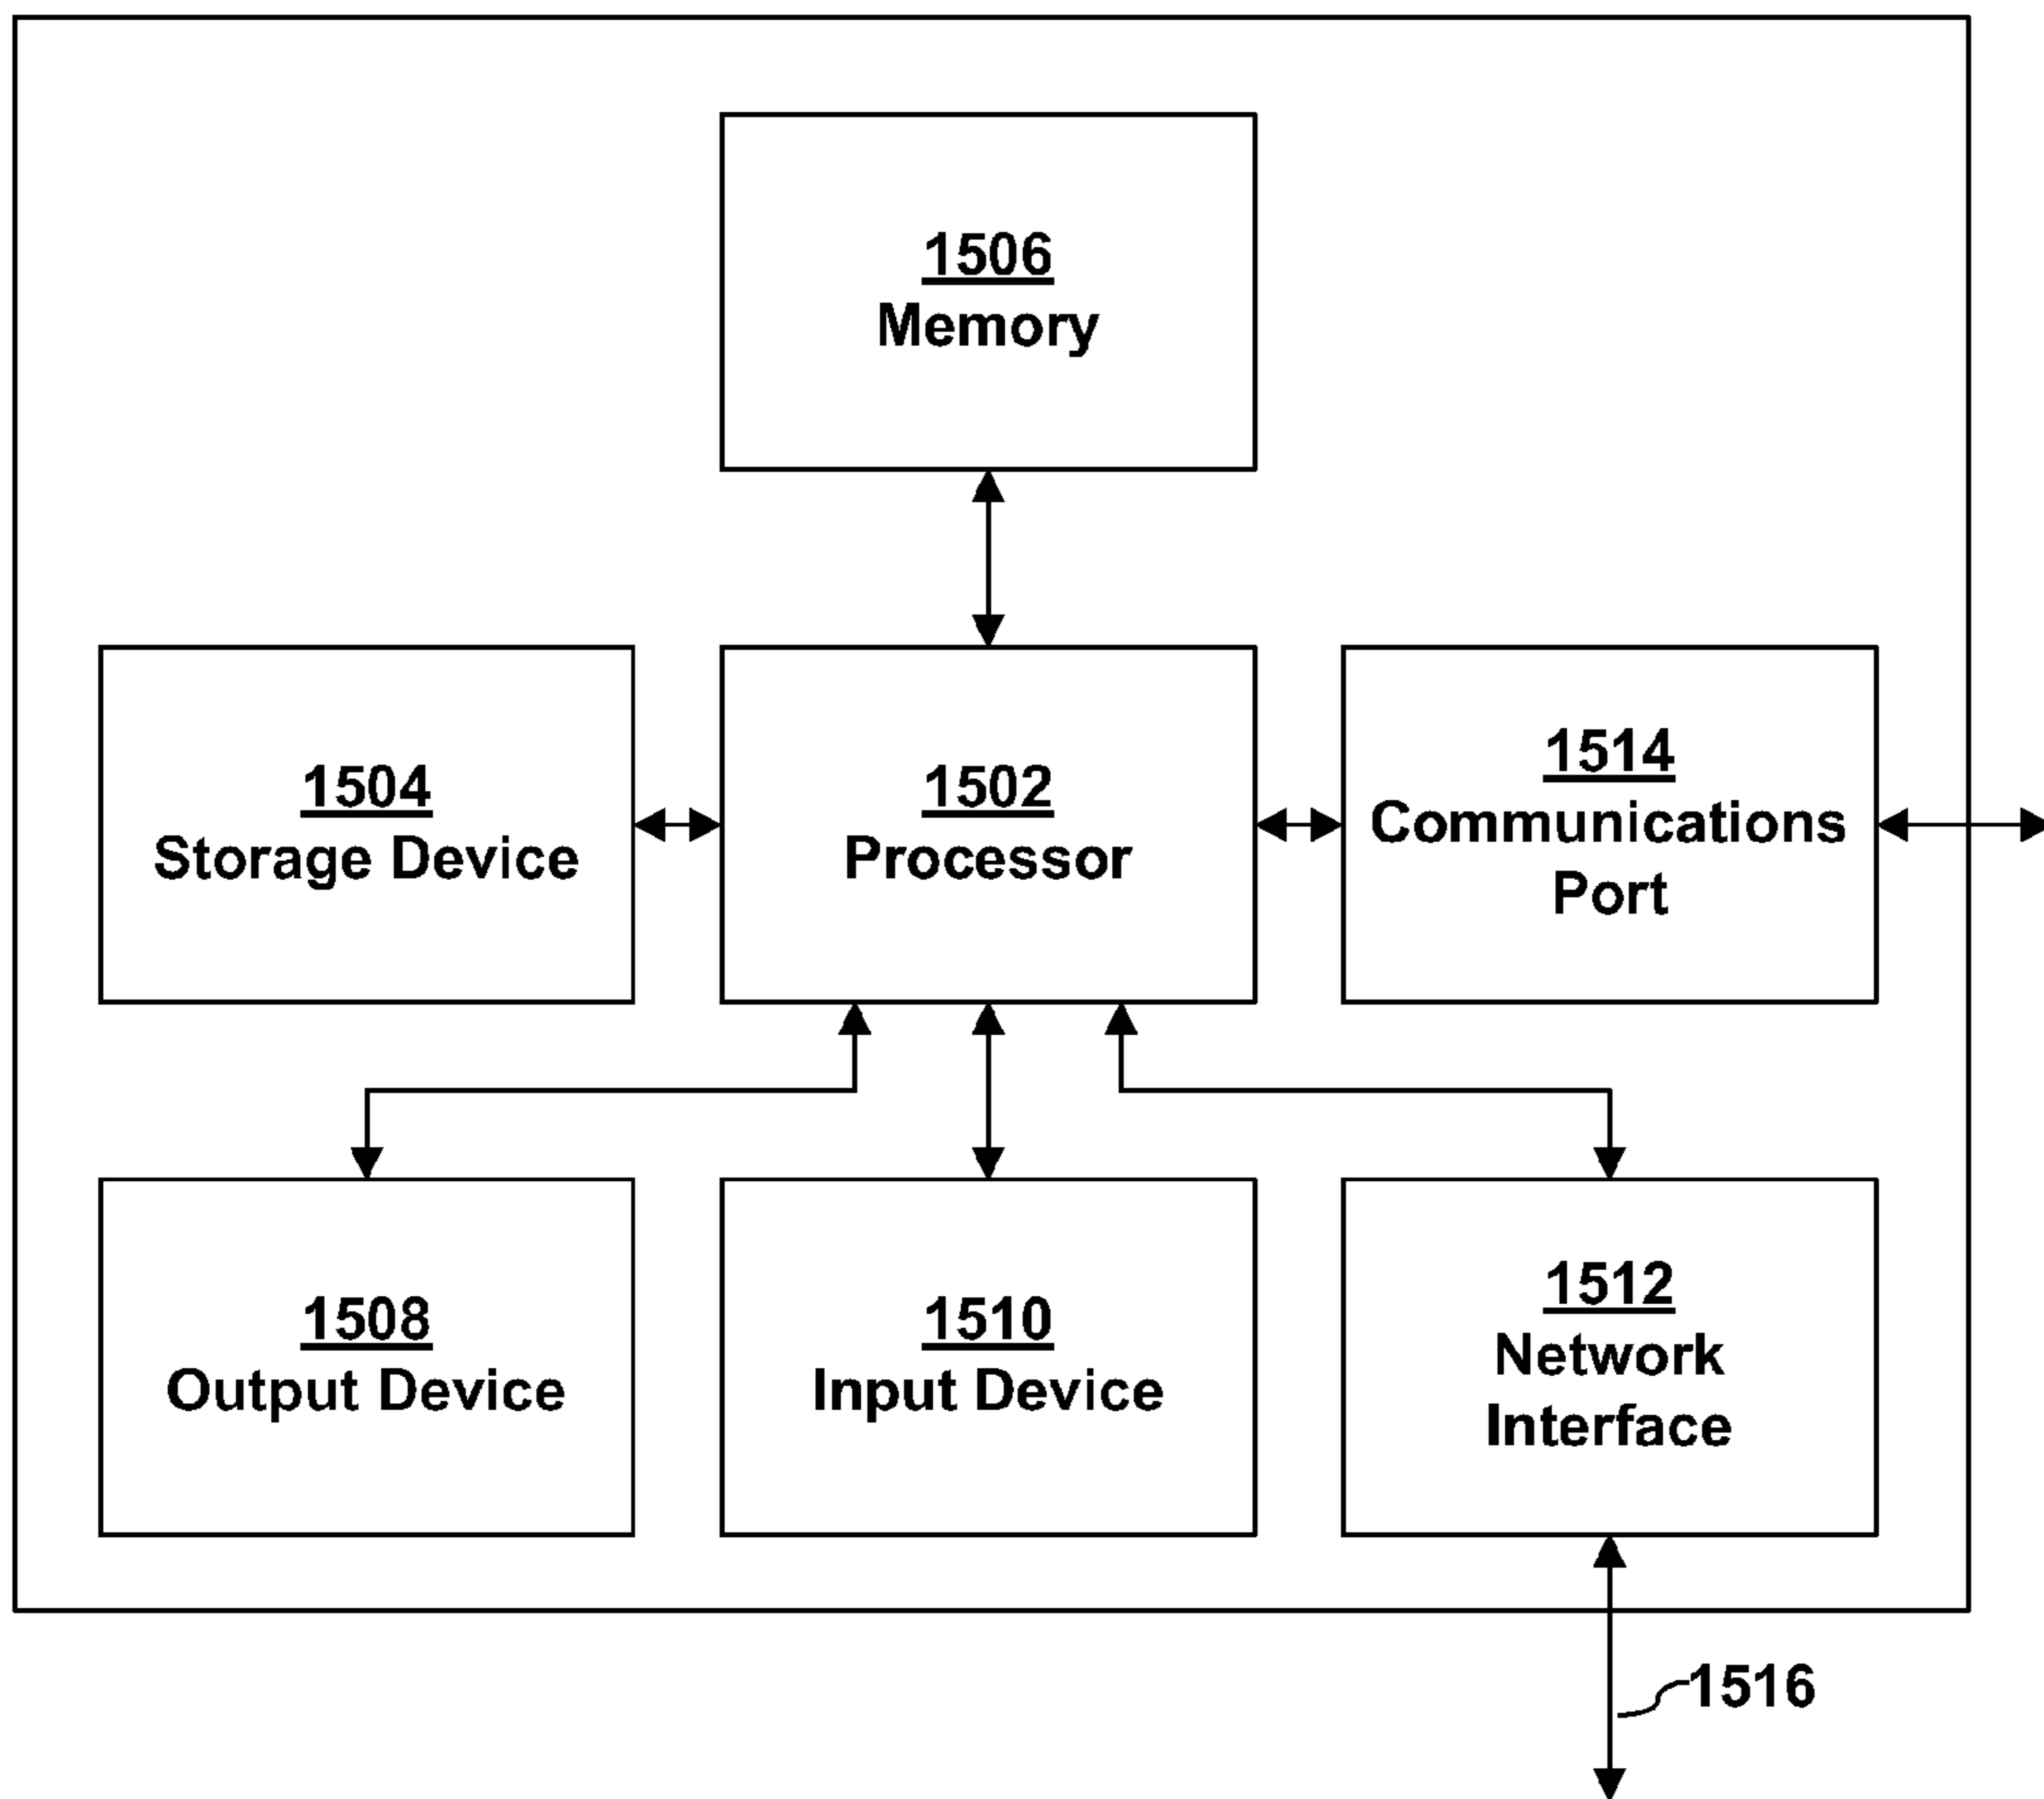 1506
Memory
1504
Storage Device
1502
Processor
1514
Communications
Port
1508
Output Device
1510
Input Device
1512
Network
Interface
1516